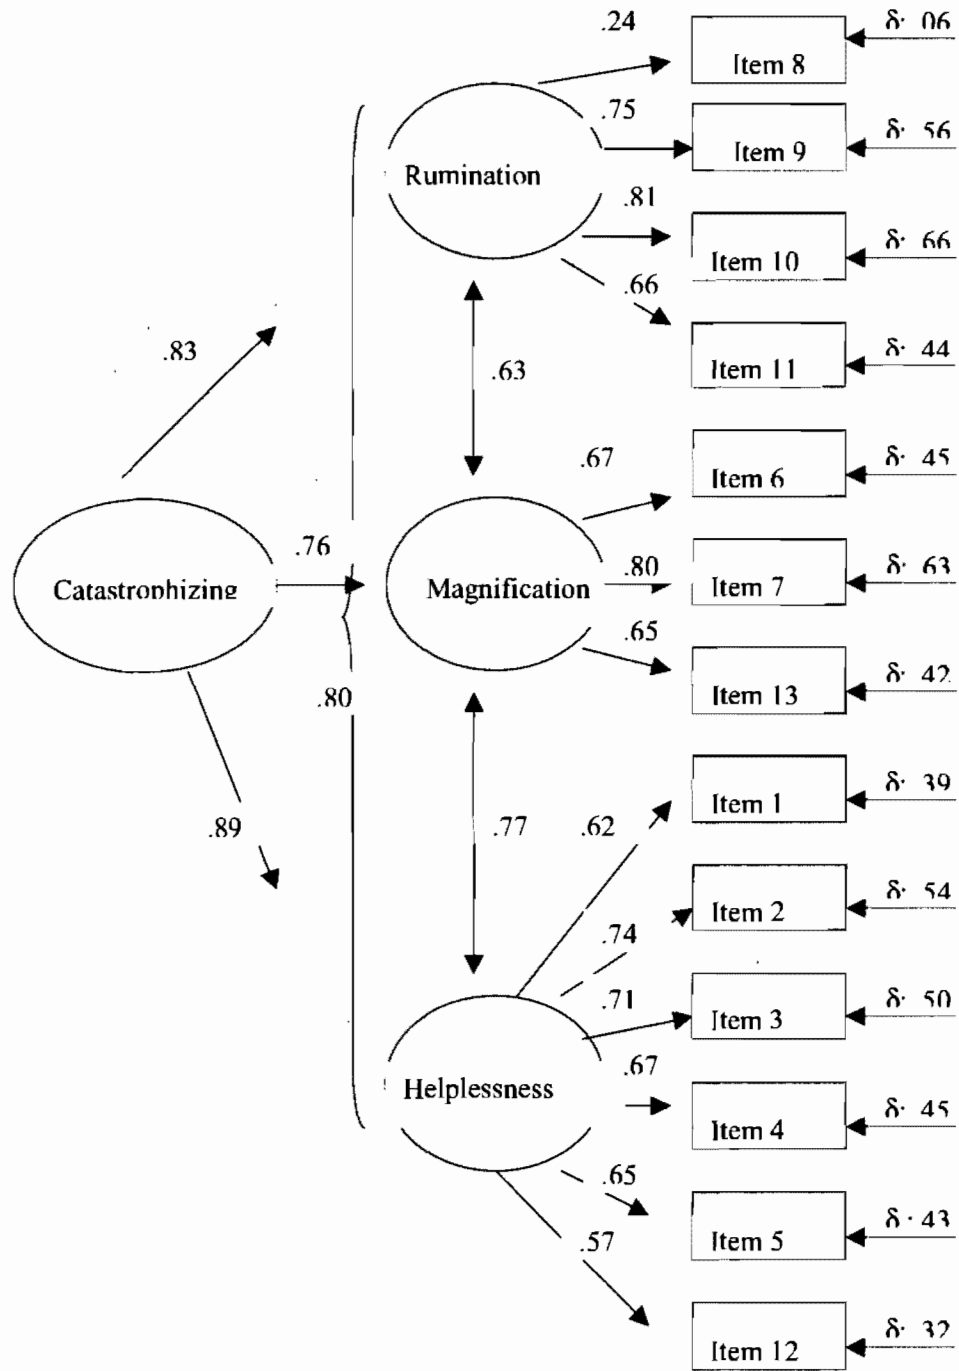 .24
δ· 06
Item 8
.75
δ· 56
Item 9
Rumination
.81
δ· 66
Item 10
.66
δ· 44
Item 11
.83
.63
.67
δ· 45
Item 6
.76
.80
δ· 63
Catastrophizing
Magnification
Item 7
.65
δ· 42
Item 13
.80
δ· 39
Item 1
.89
.77
.62
δ· 54
Item 2
.74
.71
δ· 50
Item 3
.67
Helplessness
δ· 45
Item 4
.65
δ· 43
Item 5
.57
δ· 32
Item 12